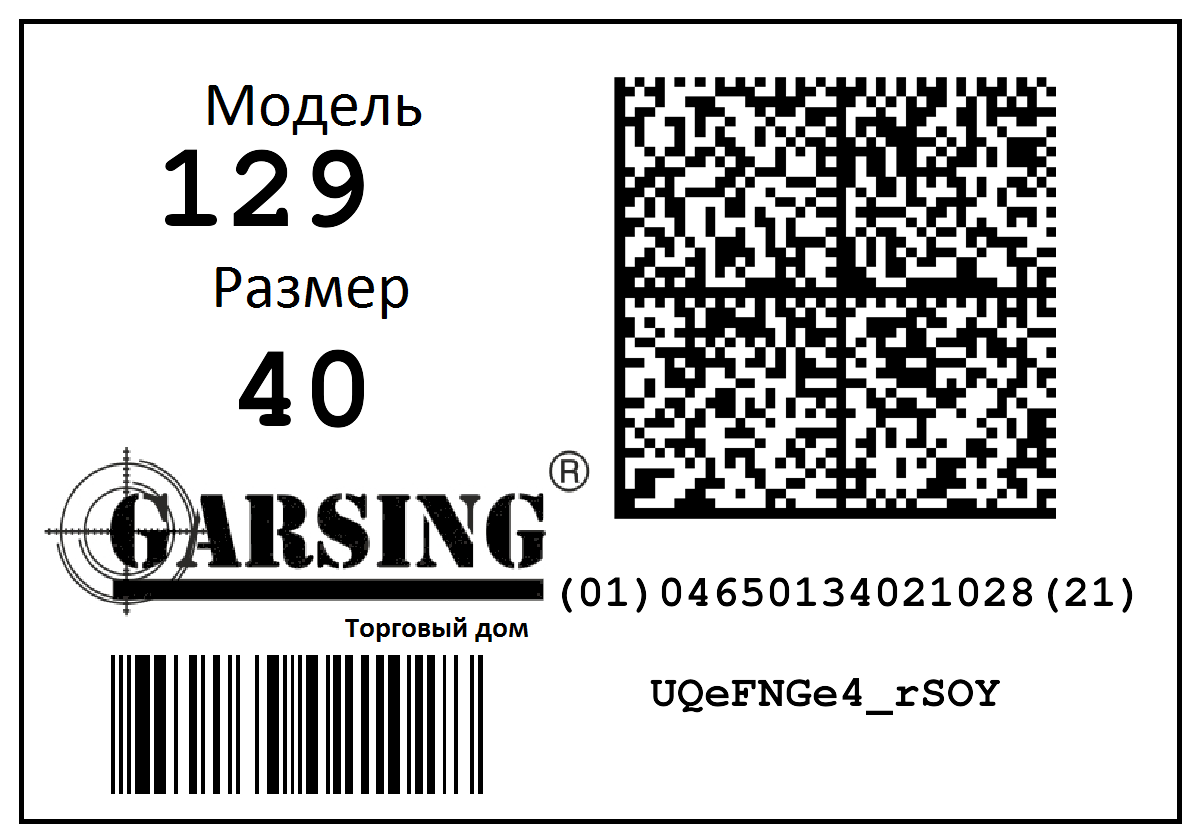 Модель
129
Размер
40
GARSING®
Торговый дом
(01)04650134021028(21)
UQeFNGe4_rSOY